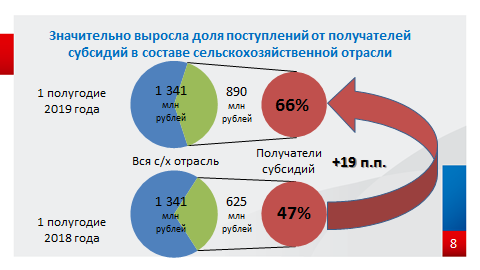 Значительно выросла доля поступлений от получателей
субсидий в составе сельскохозяйственной отрасли
1 полугодие
2019 года
1 341
млн
рублей
890
млн
рублей
66%
Вся с/х отрасль
Получатели
субсидий
+19 п.п.
1 полугодие
2018 года
1 341
млн
рублей
625
млн
рублей
47%
8